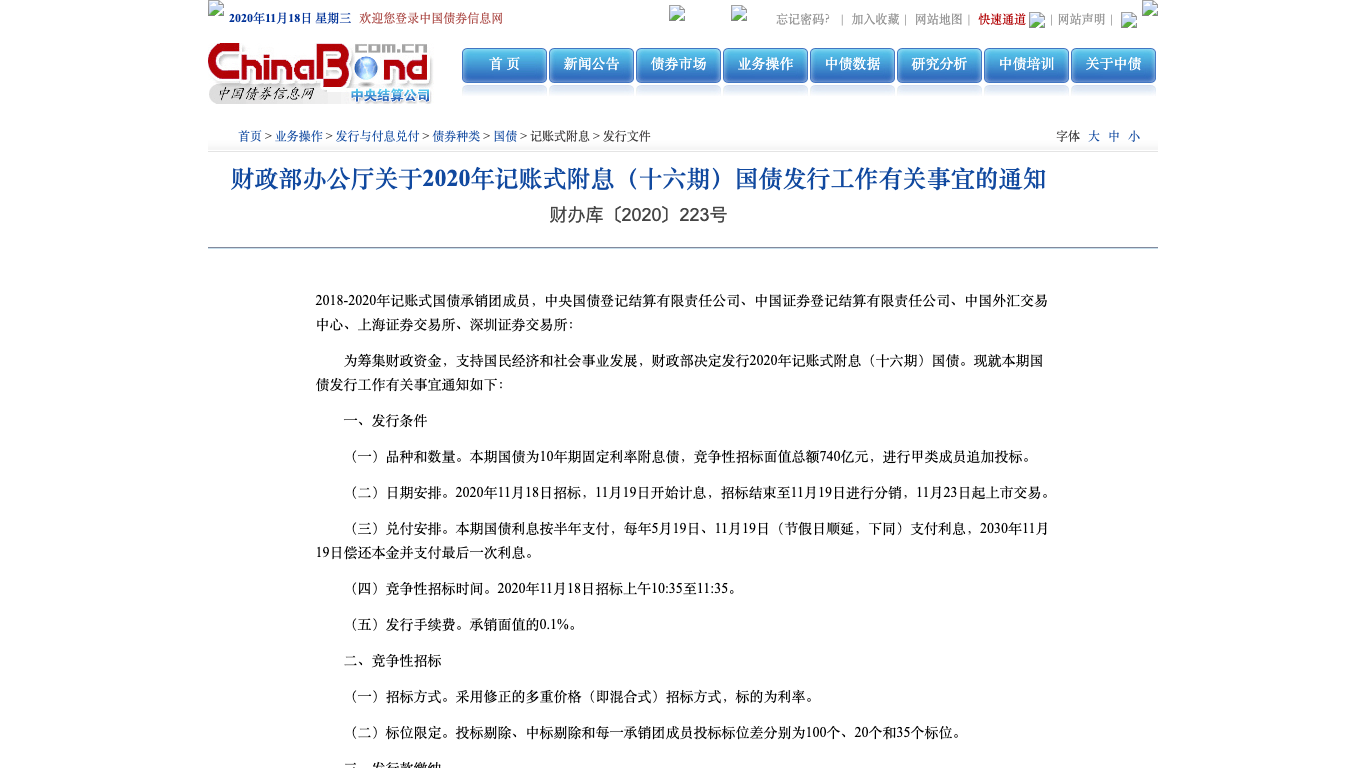 2020年11月18日 星期三 欢迎您登录中国债券信息网
忘记密码? | 加入收藏 | 网站地图 | 快速通道 | 网站声明 |
ChinaBond com.cn
中国债券信息网 中央结算公司
首 页 新闻公告 债券市场 业务操作 中债数据 研究分析 中债培训 关于中债
首页 > 业务操作 > 发行与付息兑付 > 债券种类 > 国债 > 记账式附息 > 发行文件 字体 大 中 小
财政部办公厅关于2020年记账式附息（十六期）国债发行工作有关事宜的通知
财办库〔2020〕223号
2018-2020年记账式国债承销团成员，中央国债登记结算有限责任公司、中国证券登记结算有限责任公司、中国外汇交易
中心、上海证券交易所、深圳证券交易所：
为筹集财政资金，支持国民经济和社会事业发展，财政部决定发行2020年记账式附息（十六期）国债。现就本期国
债发行工作有关事宜通知如下：
一、发行条件
（一）品种和数量。本期国债为10年期固定利率附息债，竞争性招标面值总额740亿元，进行甲类成员追加投标。
（二）日期安排。2020年11月18日招标，11月19日开始计息，招标结束至11月19日进行分销，11月23日起上市交易。
（三）兑付安排。本期国债利息按半年支付，每年5月19日、11月19日（节假日顺延，下同）支付利息，2030年11月
19日偿还本金并支付最后一次利息。
（四）竞争性招标时间。2020年11月18日招标上午10:35至11:35。
（五）发行手续费。承销面值的0.1%。
二、竞争性招标
（一）招标方式。采用修正的多重价格（即混合式）招标方式，标的为利率。
（二）标位限定。投标剔除、中标剔除和每一承销团成员投标标位差分别为100个、20个和35个标位。
三、发行款缴纳